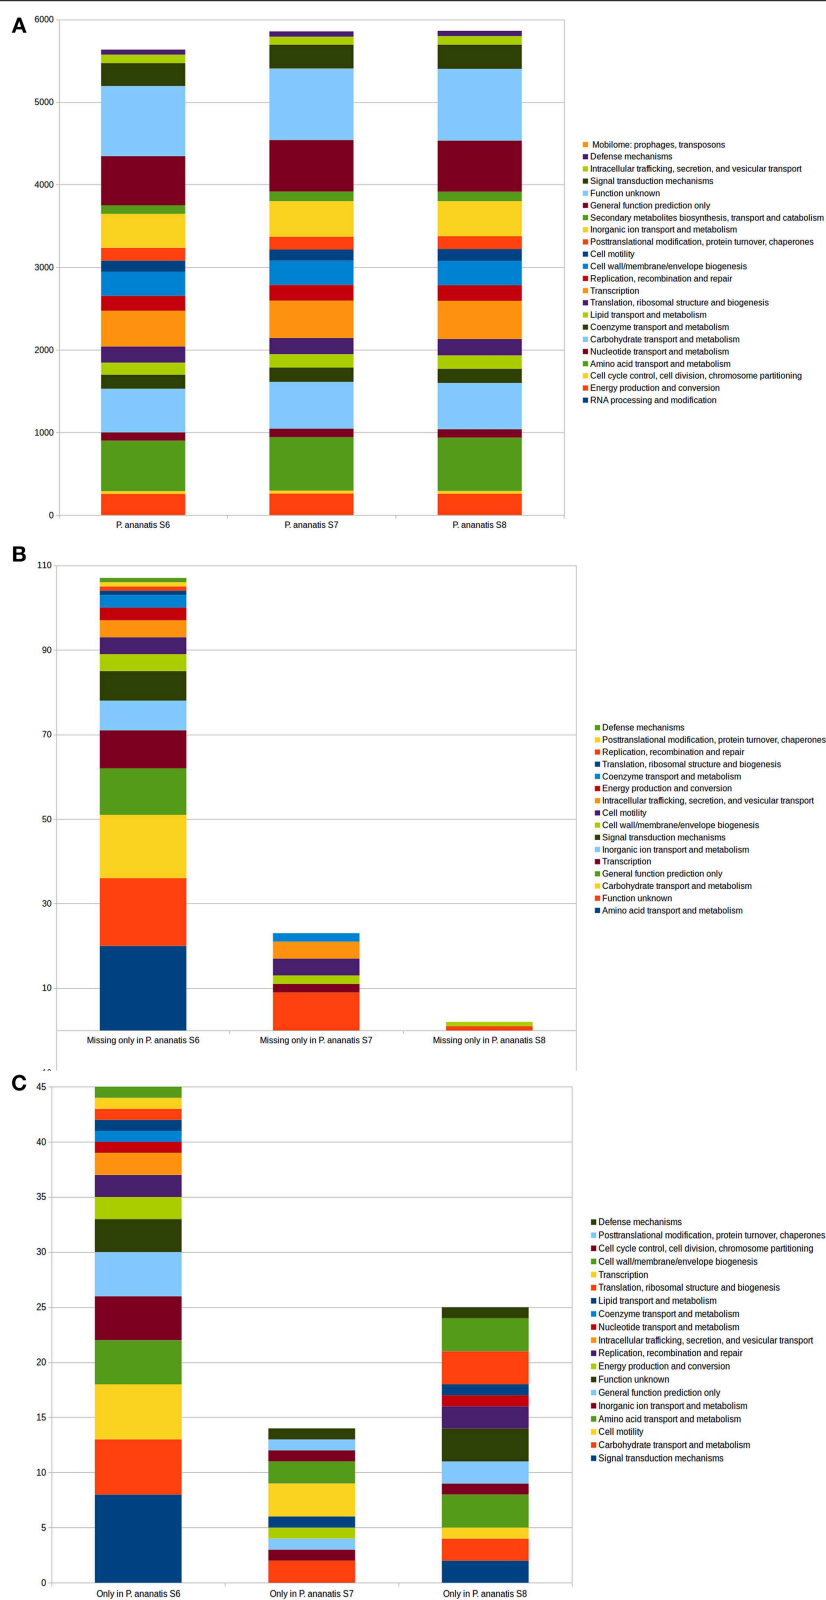 A
6000
5000
4000
3000
2000
1000
0
P. ananatis S6
P. ananatis S7
P. ananatis S8
Mobilome: prophages, transposons
Defense mechanisms
Intracellular trafficking, secretion, and vesicular transport
Signal transduction mechanisms
Function unknown
General function prediction only
Secondary metabolites biosynthesis, transport and catabolism
Inorganic ion transport and metabolism
Posttranslational modification, protein turnover, chaperones
Cell motility
Cell wall/membrane/envelope biogenesis
Replication, recombination and repair
Transcription
Translation, ribosomal structure and biogenesis
Lipid transport and metabolism
Coenzyme transport and metabolism
Carbohydrate transport and metabolism
Nucleotide transport and metabolism
Amino acid transport and metabolism
Cell cycle control, cell division, chromosome partitioning
Energy production and conversion
RNA processing and modification
B
110
90
70
50
30
10
Missing only in P. ananatis S6
Missing only in P. ananatis S7
Missing only in P. ananatis S8
Defense mechanisms
Posttranslational modification, protein turnover, chaperones
Replication, recombination and repair
Translation, ribosomal structure and biogenesis
Coenzyme transport and metabolism
Energy production and conversion
Intracellular trafficking, secretion, and vesicular transport
Cell motility
Cell wall/membrane/envelope biogenesis
Signal transduction mechanisms
Inorganic ion transport and metabolism
Transcription
General function prediction only
Carbohydrate transport and metabolism
Function unknown
Amino acid transport and metabolism
C
45
40
35
30
25
20
15
10
5
0
Only in P. ananatis S6
Only in P. ananatis S7
Only in P. ananatis S8
Defense mechanisms
Posttranslational modification, protein turnover, chaperones
Cell cycle control, cell division, chromosome partitioning
Cell wall/membrane/envelope biogenesis
Transcription
Translation, ribosomal structure and biogenesis
Lipid transport and metabolism
Coenzyme transport and metabolism
Nucleotide transport and metabolism
Intracellular trafficking, secretion, and vesicular transport
Replication, recombination and repair
Energy production and conversion
Function unknown
General function prediction only
Inorganic ion transport and metabolism
Amino acid transport and metabolism
Cell motility
Carbohydrate transport and metabolism
Signal transduction mechanisms